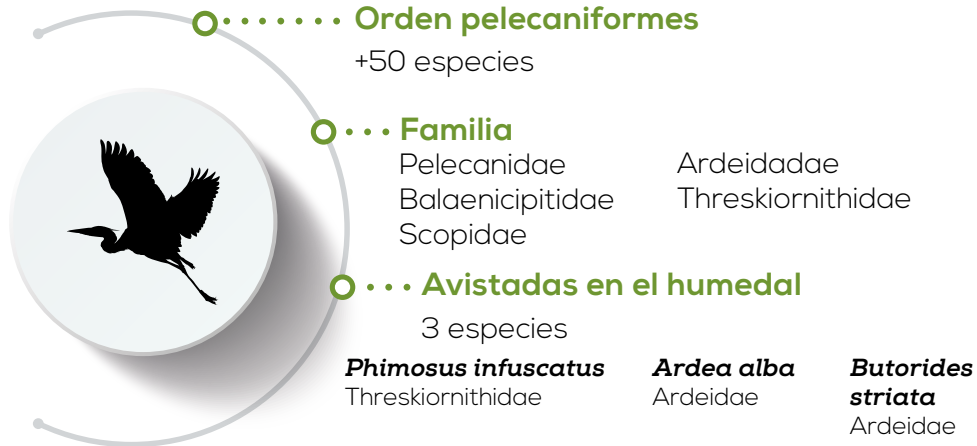 Orden pelecaniformes
+50 especies
Familia
Pelecanidae
Balaenicipitidae
Scopidae
Ardeidadae
Threskiornithidae
Avistadas en el humedal
3 especies
Phimosus infuscatus
Threskiornithidae
Ardea alba
Ardeidae
Butorides
striata
Ardeidae